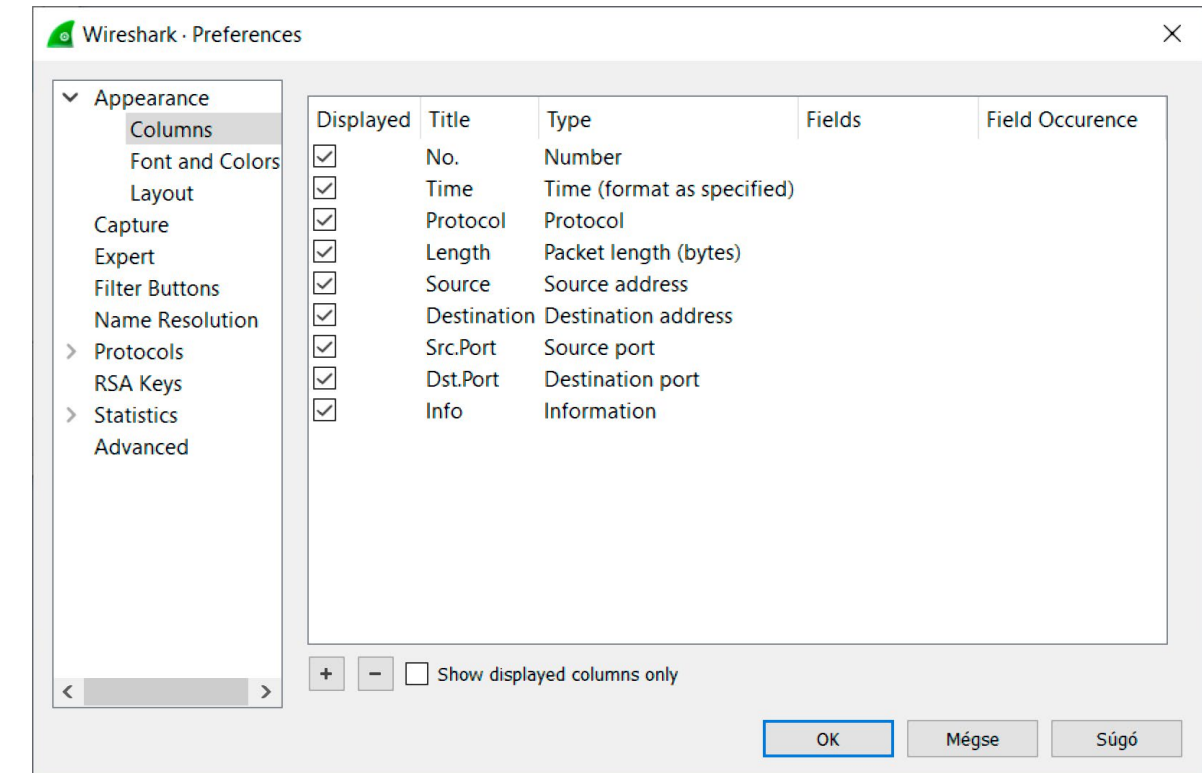 Wireshark · Preferences
Appearance
Columns
Font and Colors
Layout
Capture
Expert
Filter Buttons
Name Resolution
Protocols
RSA Keys
Statistics
Advanced
Displayed Title Type Fields Field Occurence
No. Number
Time Time (format as specified)
Protocol Protocol
Length Packet length (bytes)
Source Source address
Destination Destination address
Src.Port Source port
Dst.Port Destination port
Info Information
+ − Show displayed columns only
OK Mégse Súgó